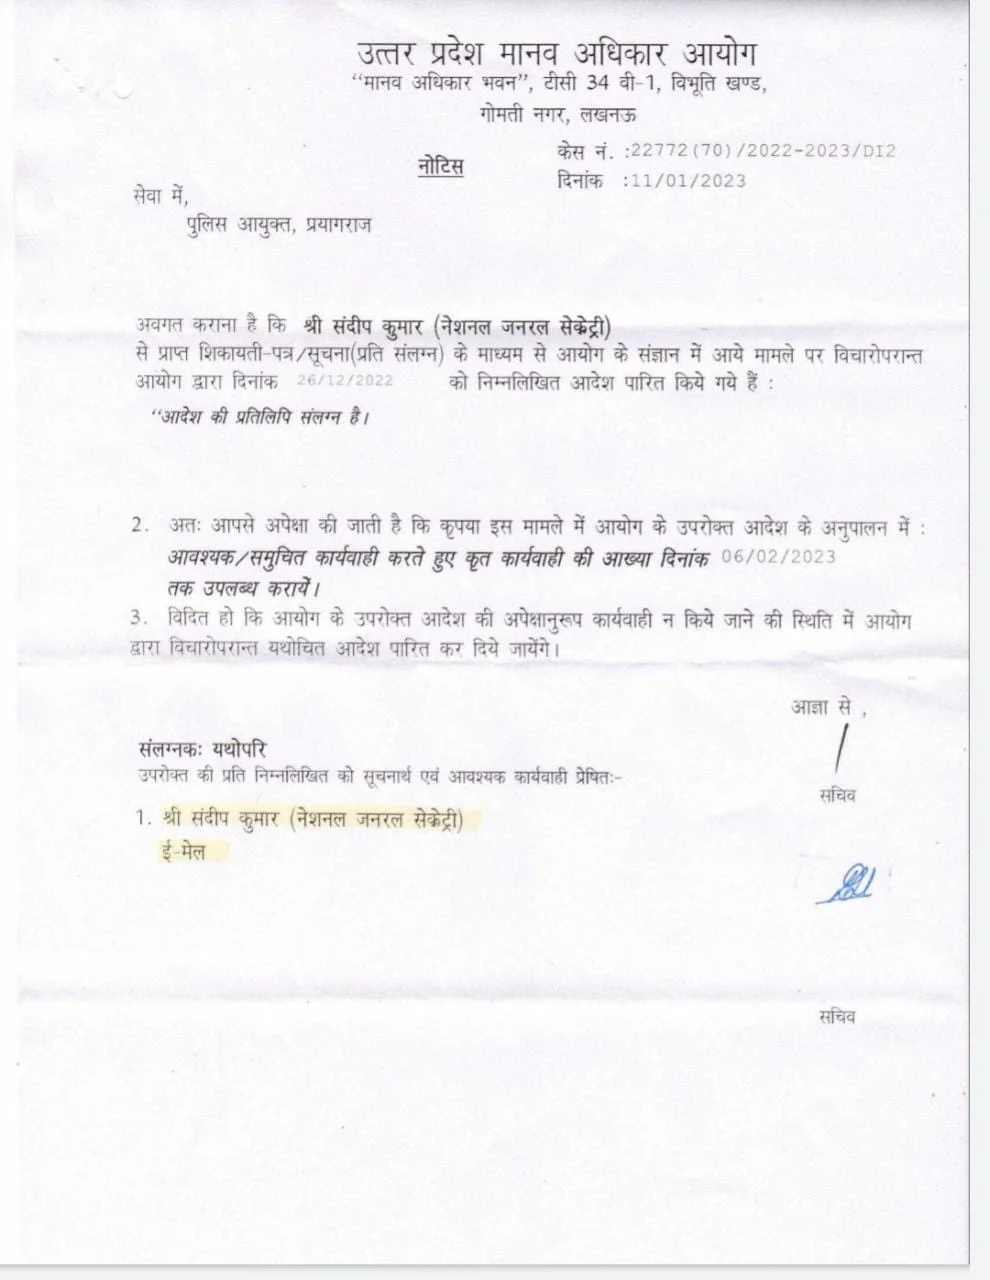 उत्तर प्रदेश मानव अधिकार आयोग
“मानव अधिकार भवन”, टीसी 34 वी-1, विभूति खण्ड,
गोमती नगर, लखनऊ
केस नं. :22772(70)/2022-2023/DI2
नोटिस
दिनांक :11/01/2023
सेवा में,
पुलिस आयुक्त, प्रयागराज
अवगत कराना है कि श्री संदीप कुमार (नेशनल जनरल सेकेट्री)
से प्राप्त शिकायती-पत्र/सूचना(प्रति संलग्न) के माध्यम से आयोग के संज्ञान में आये मामले पर विचारोपरान्त
आयोग द्वारा दिनांक 26/12/2022 को निम्नलिखित आदेश पारित किये गये हैं :
“आदेश की प्रतिलिपि संलग्न है।
2. अतः आपसे अपेक्षा की जाती है कि कृपया इस मामले में आयोग के उपरोक्त आदेश के अनुपालन में :
आवश्यक/समुचित कार्यवाही करते हुए कृत कार्यवाही की आख्या दिनांक 06/02/2023
तक उपलब्ध करायें।
3. विदित हो कि आयोग के उपरोक्त आदेश की अपेक्षानुरूप कार्यवाही न किये जाने की स्थिति में आयोग
द्वारा विचारोपरान्त यथोचित आदेश पारित कर दिये जायेंगे।
आज्ञा से ,
सचिव
संलग्नकः यथोपरि
उपरोक्त की प्रति निम्नलिखित को सूचनार्थ एवं आवश्यक कार्यवाही प्रेषितः-
1. श्री संदीप कुमार (नेशनल जनरल सेकेट्री)
ई-मेल
सचिव